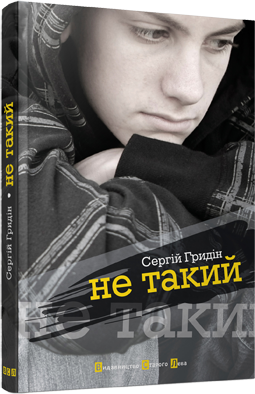 Сергій Гридін • не такий
В С Л
Сергій Гридін
не такий
не такий
Видавництво Старого Лева